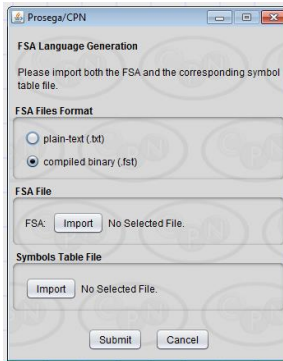 Prosega/CPN
FSA Language Generation
Please import both the FSA and the corresponding symbol
table file.
FSA Files Format
plain-text (.txt)
compiled binary (.fst)
FSA File
FSA: Import No Selected File.
Symbols Table File
Import No Selected File.
Submit Cancel